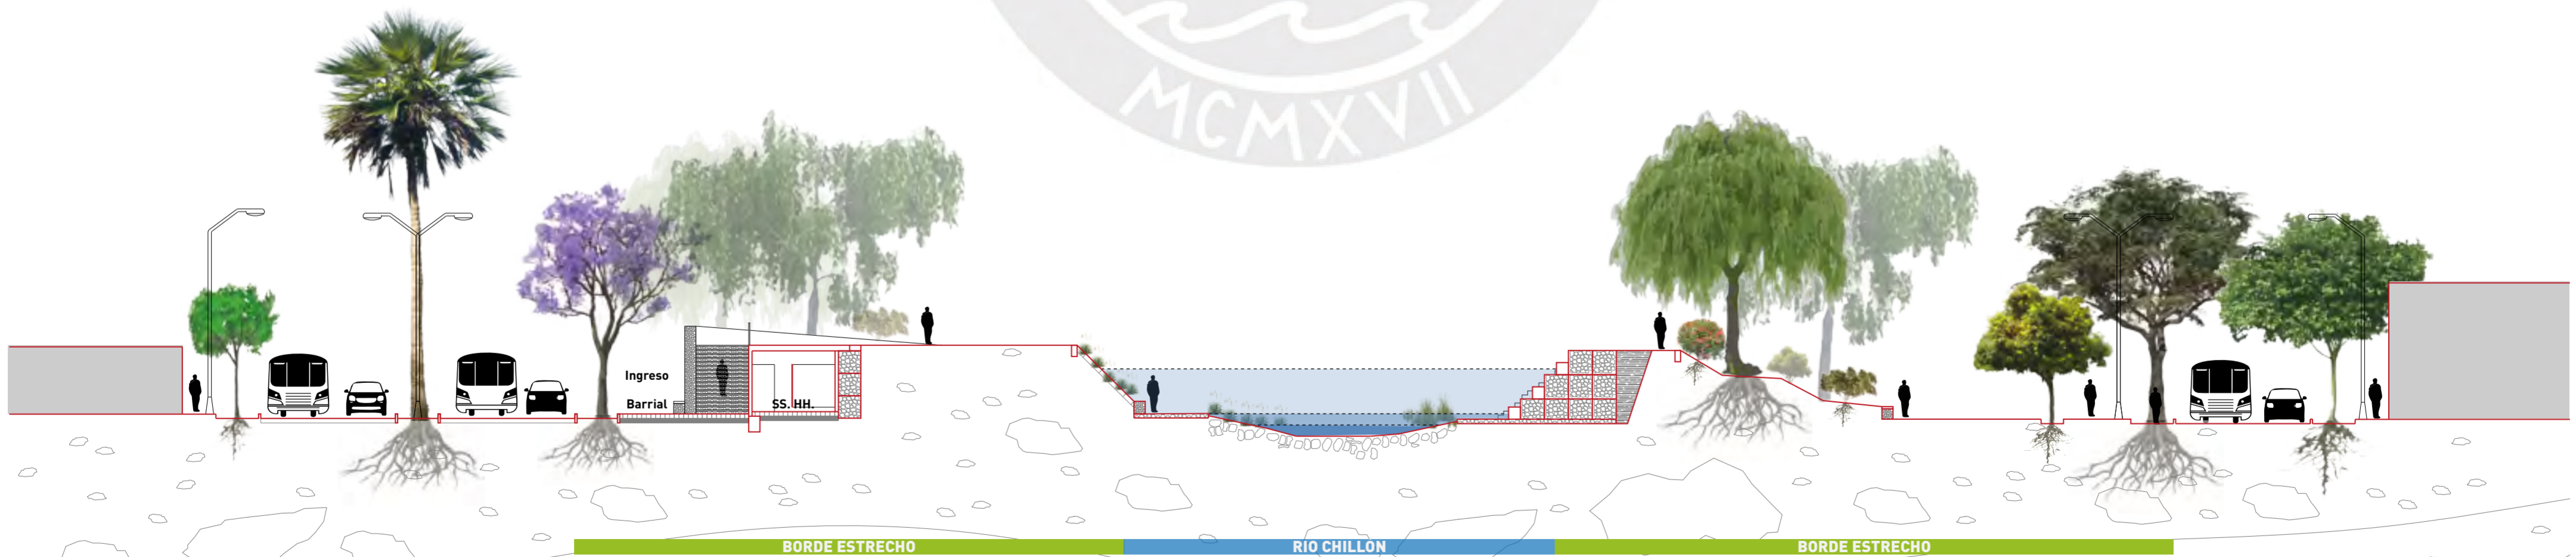 MCMXVII
Ingreso
Barrial
SS. HH.
BORDE ESTRECHO
RIO CHILLON
BORDE ESTRECHO